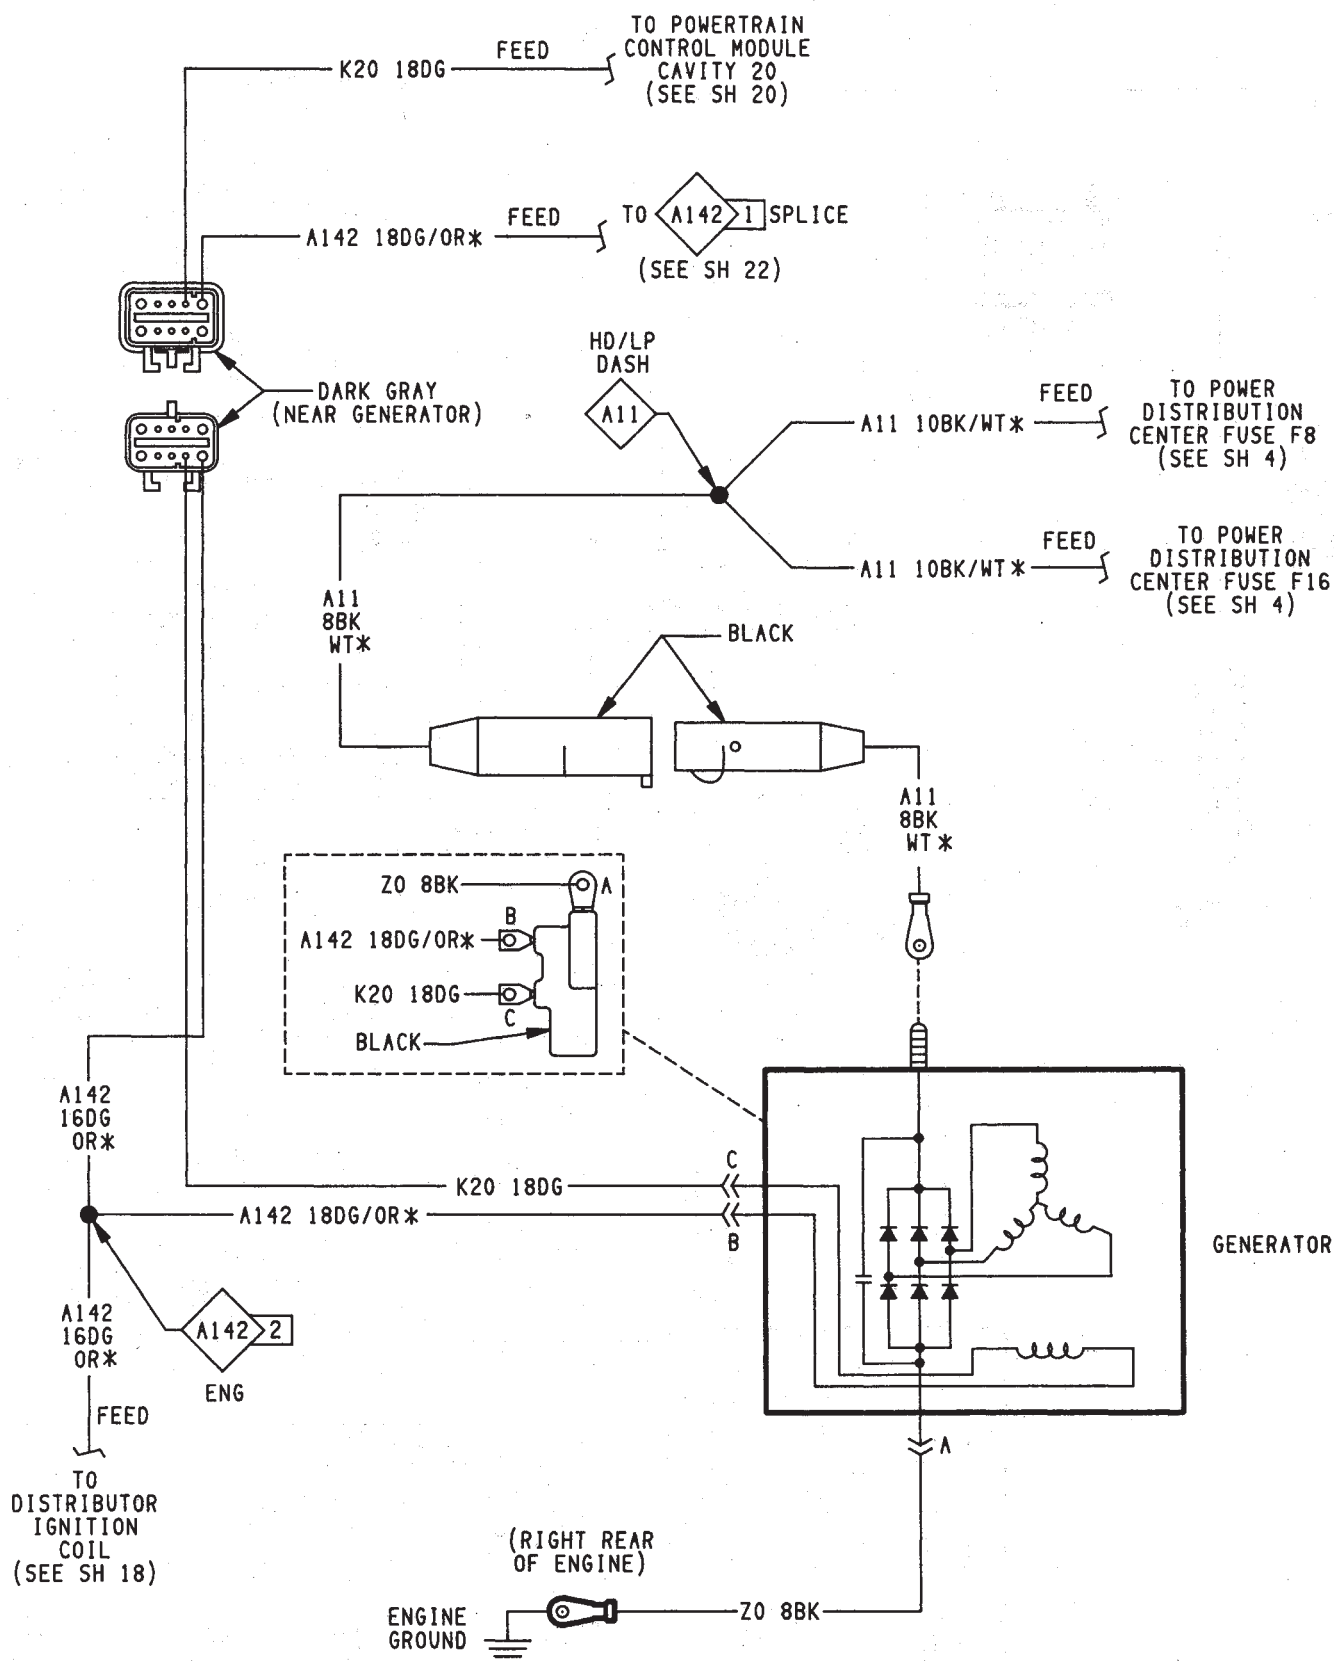 TO POWERTRAIN
CONTROL MODULE
CAVITY 20
(SEE SH 20)
FEED
K20 18DG
TO A142 1 SPLICE
(SEE SH 22)
FEED
A142 18DG/OR*
HD/LP
DASH
A11
DARK GRAY
(NEAR GENERATOR)
FEED
A11 10BK/WT*
TO POWER
DISTRIBUTION
CENTER FUSE F8
(SEE SH 4)
FEED
A11 10BK/WT*
TO POWER
DISTRIBUTION
CENTER FUSE F16
(SEE SH 4)
A11
8BK
WT*
BLACK
A11
8BK
WT*
Z0 8BK
A
B
A142 18DG/OR*
K20 18DG
C
BLACK
A142
16DG
OR*
C
K20 18DG
A142 18DG/OR*
B
GENERATOR
A142
16DG
OR*
A142 2
ENG
FEED
TO
DISTRIBUTOR
IGNITION
COIL
(SEE SH 18)
A
(RIGHT REAR
OF ENGINE)
Z0 8BK
ENGINE
GROUND